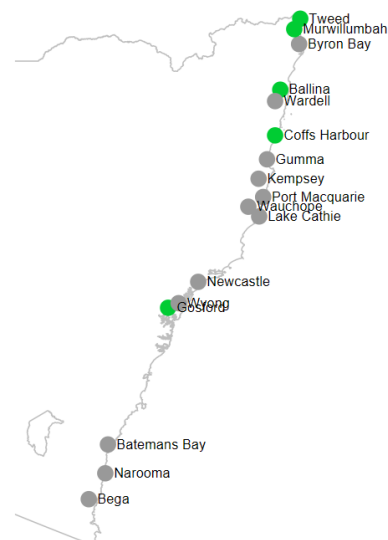 Tweed
Murwillumbah
Byron Bay
Ballina
Wardell
Coffs Harbour
Gumma
Kempsey
Port Macquarie
Wauchope
Lake Cathie
Newcastle
Wyong
Gosford
Batemans Bay
Narooma
Bega